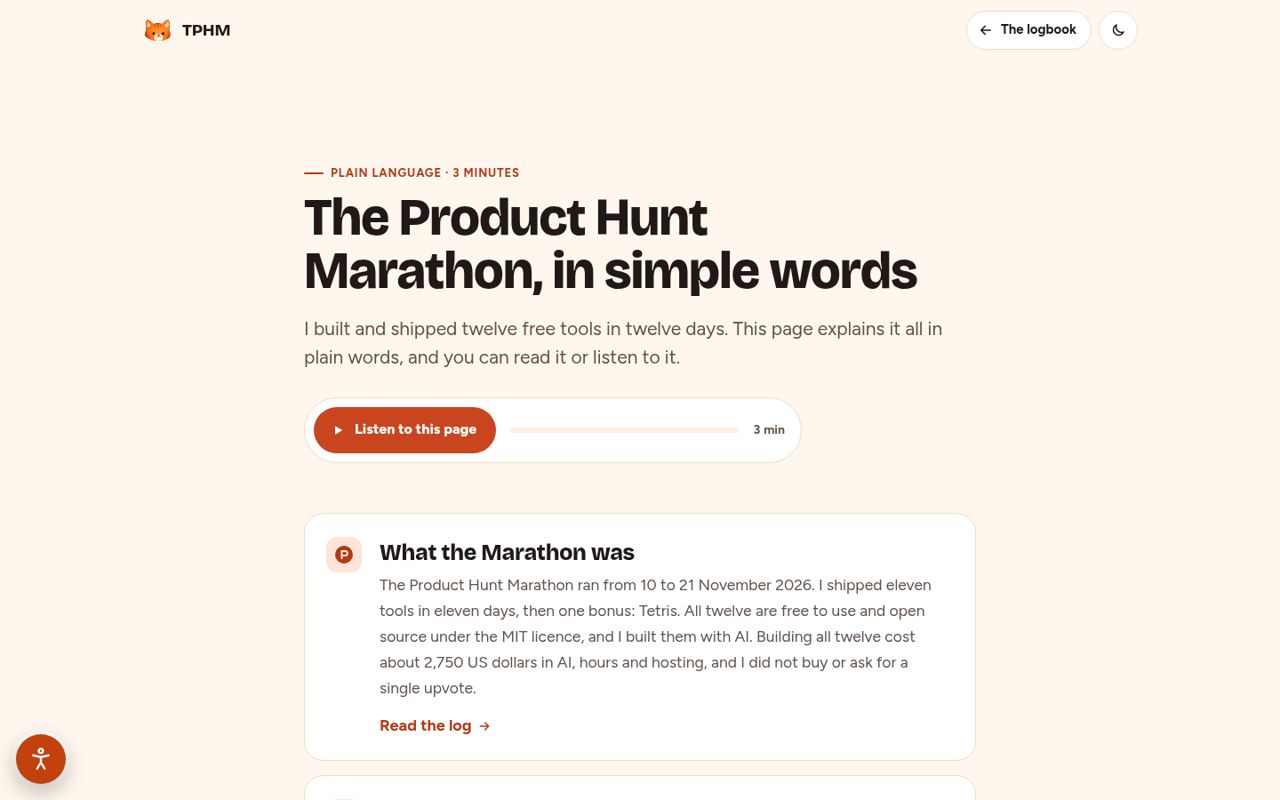 TPHM
The logbook
PLAIN LANGUAGE · 3 MINUTES
The Product Hunt
Marathon, in simple words
I built and shipped twelve free tools in twelve days. This page explains it all in
plain words, and you can read it or listen to it.
Listen to this page
3 min
P
What the Marathon was
The Product Hunt Marathon ran from 10 to 21 November 2026. I shipped eleven
tools in eleven days, then one bonus: Tetris. All twelve are free to use and open
source under the MIT licence, and I built them with AI. Building all twelve cost
about 2,750 US dollars in AI, hours and hosting, and I did not buy or ask for a
single upvote.
Read the log